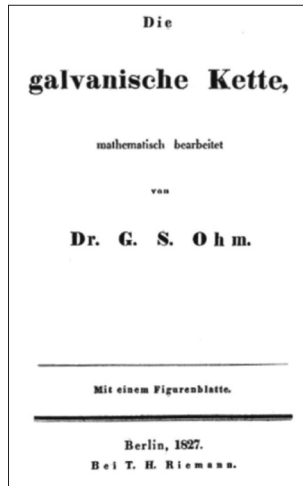 Die
galvanische Kette,
mathematisch bearbeitet
von
Dr. G. S. Ohm.
Mit einem Figurenblatte.
Berlin, 1827.
Bei T. H. Riemann.